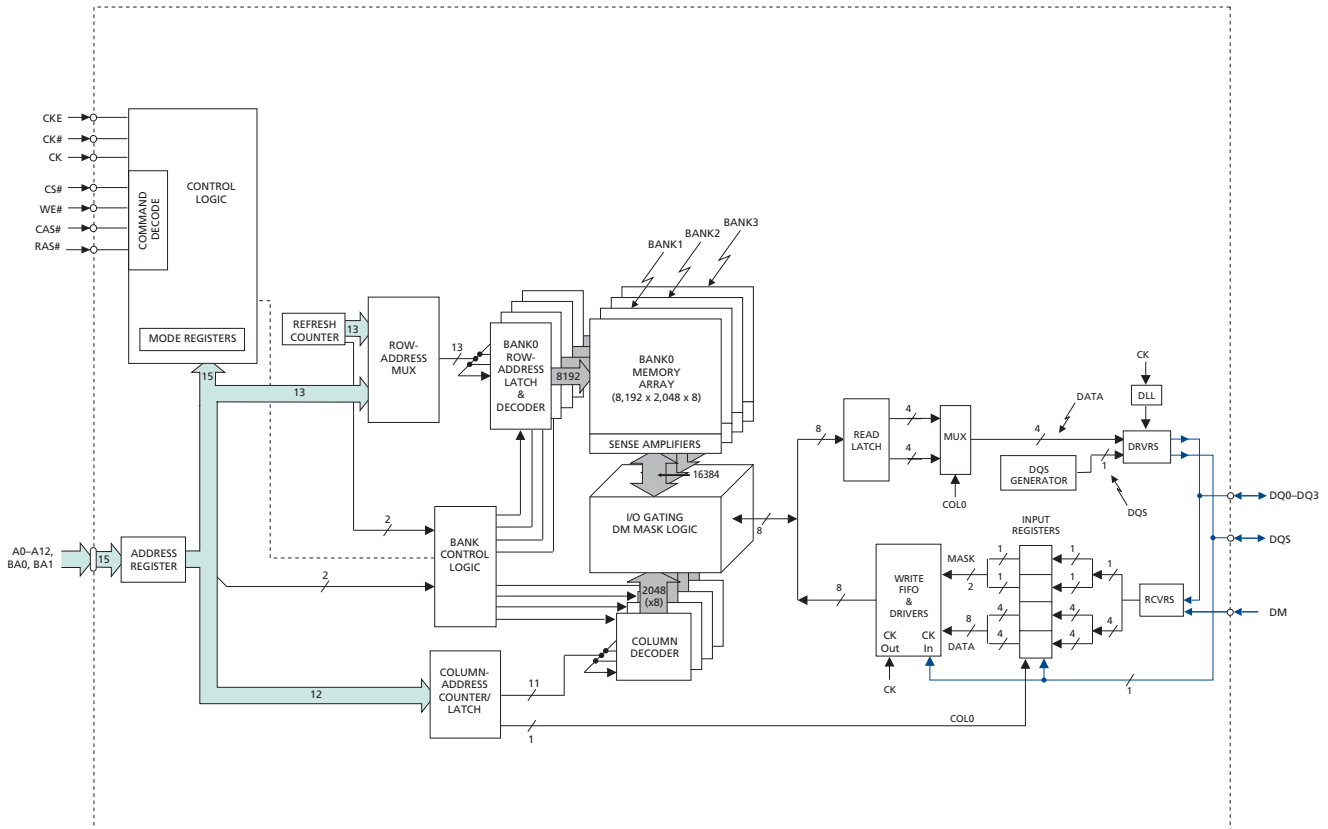 CKE
CK#
CK
CS#
WE#
CAS#
RAS#
COMMAND
DECODE
CONTROL
LOGIC
MODE REGISTERS
15
REFRESH
COUNTER
13
13
ROW-
ADDRESS
MUX
13
BANK0
ROW-
ADDRESS
LATCH
&
DECODER
8192
BANK1
BANK2
BANK3
BANK0
MEMORY
ARRAY
(8,192 x 2,048 x 8)
SENSE AMPLIFIERS
16384
I/O GATING
DM MASK LOGIC
8
2048
(x8)
COLUMN
DECODER
A0–A12,
BA0, BA1
15
ADDRESS
REGISTER
2
2
BANK
CONTROL
LOGIC
12
COLUMN-
ADDRESS
COUNTER/
LATCH
11
1
COL0
8
READ
LATCH
4
4
MUX
COL0
4
DATA
CK
DLL
DRVRS
DQS
GENERATOR
1
DQS
DQ0–DQ3
DQS
DM
INPUT
REGISTERS
8
WRITE
FIFO
&
DRIVERS
CK
Out
CK
In
CK
MASK
2
8
DATA
1
1
4
4
1
1
4
4
1
4
4
RCVRS
1